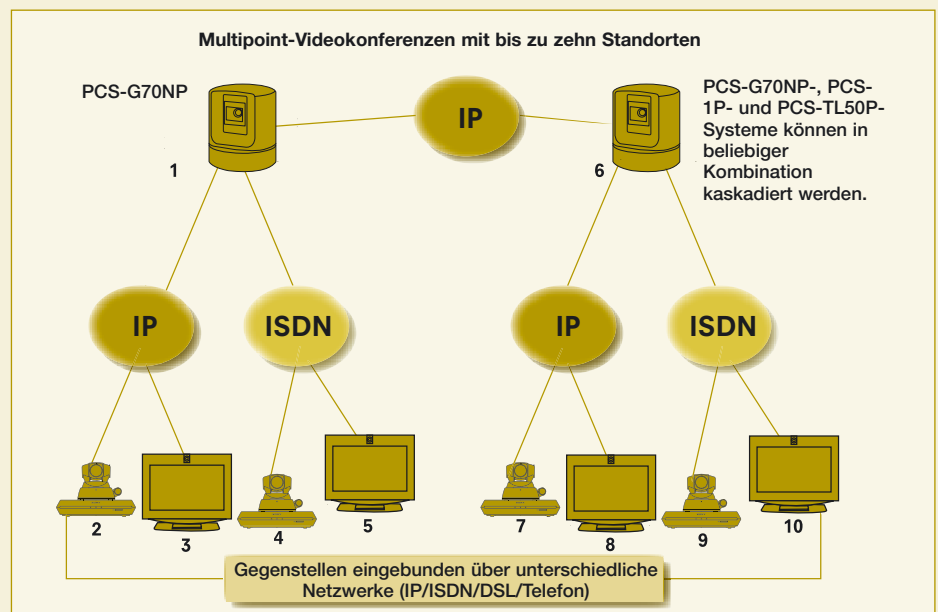 Multipoint-Videokonferenzen mit bis zu zehn Standorten
PCS-G70NP
IP
PCS-G70NP-, PCS-
1P- und PCS-TL50P-
Systeme können in
beliebiger
Kombination
kaskadiert werden.
1
6
IP
ISDN
IP
ISDN
2
3
4
5
7
8
9
10
Gegenstellen eingebunden über unterschiedliche
Netzwerke (IP/ISDN/DSL/Telefon)